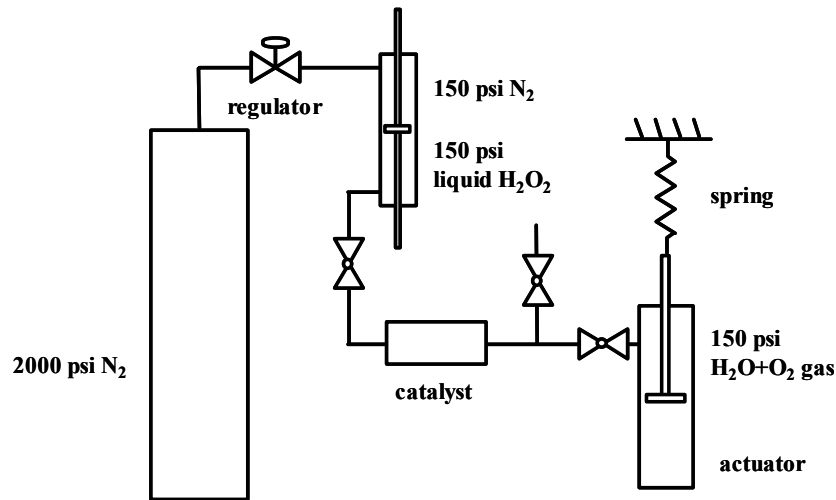 regulator
150 psi N₂
150 psi
liquid H₂O₂
spring
2000 psi N₂
catalyst
150 psi
H₂O+O₂ gas
actuator